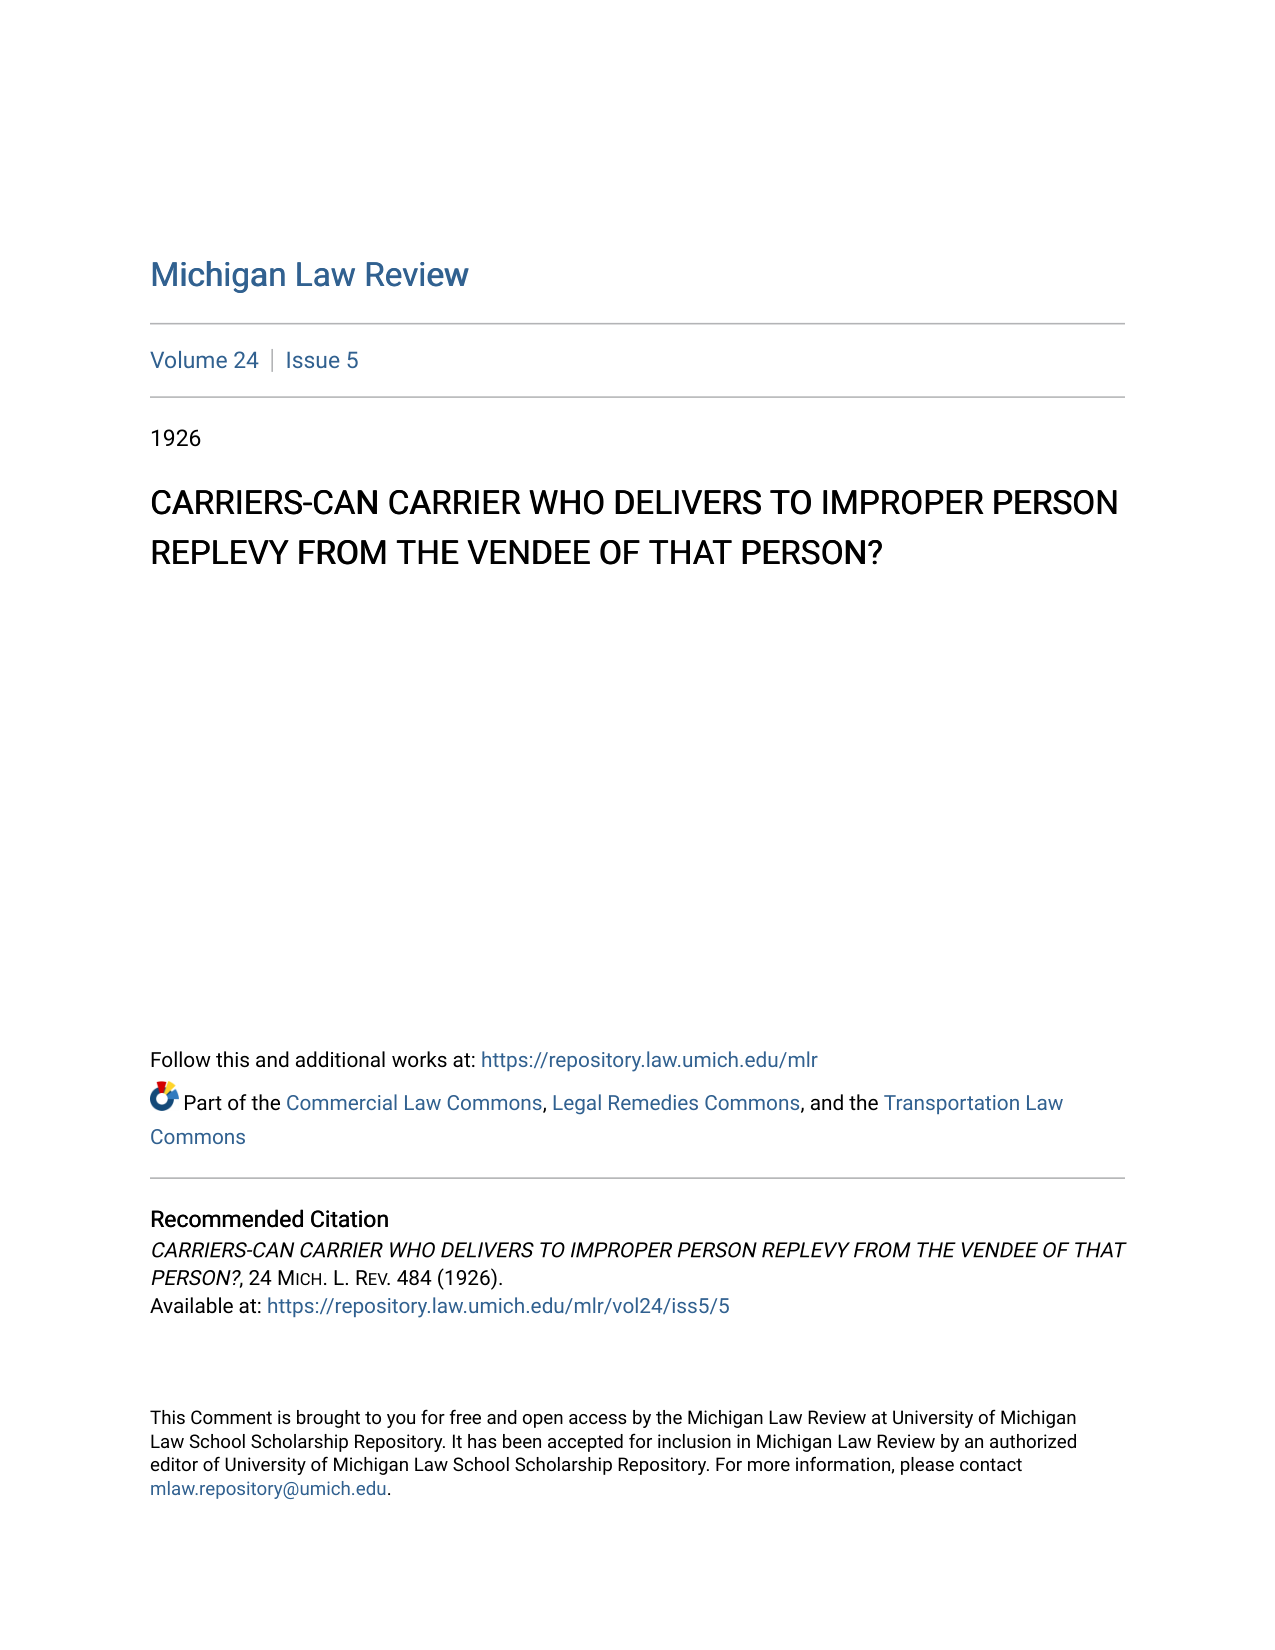 Michigan Law Review
Volume 24 | Issue 5
1926
CARRIERS-CAN CARRIER WHO DELIVERS TO IMPROPER PERSON
REPLEVY FROM THE VENDEE OF THAT PERSON?
Follow this and additional works at: https://repository.law.umich.edu/mlr
Part of the Commercial Law Commons, Legal Remedies Commons, and the Transportation Law
Commons
Recommended Citation
CARRIERS-CAN CARRIER WHO DELIVERS TO IMPROPER PERSON REPLEVY FROM THE VENDEE OF THAT
PERSON?, 24 MICH. L. REV. 484 (1926).
Available at: https://repository.law.umich.edu/mlr/vol24/iss5/5
This Comment is brought to you for free and open access by the Michigan Law Review at University of Michigan
Law School Scholarship Repository. It has been accepted for inclusion in Michigan Law Review by an authorized
editor of University of Michigan Law School Scholarship Repository. For more information, please contact
mlaw.repository@umich.edu.